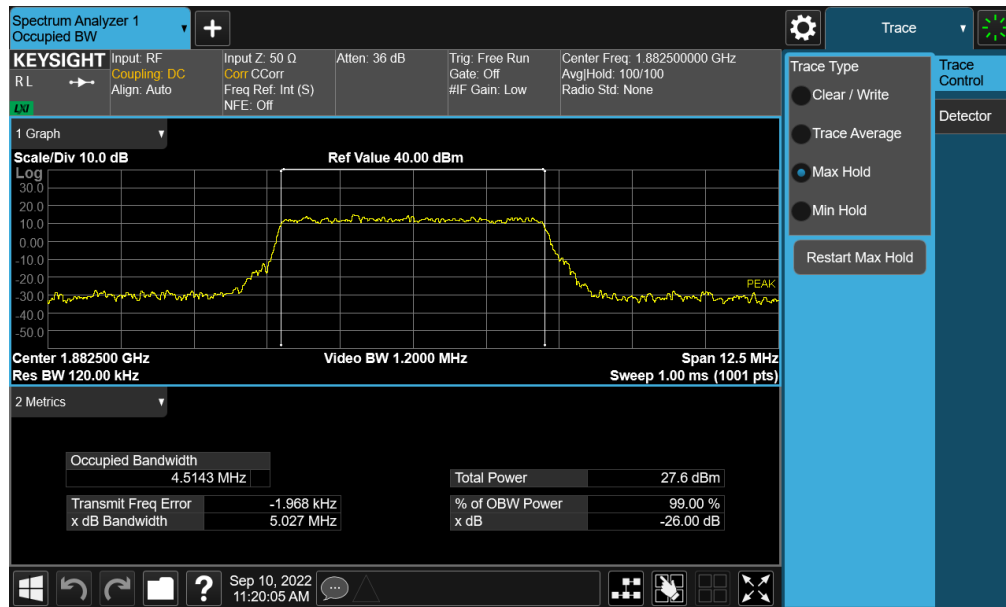 Spectrum Analyzer 1
Occupied BW
Trace
KEYSIGHT
R L
LXI
Input: RF
Coupling: DC
Align: Auto
Input Z: 50 Ω
Corr CCorr
Freq Ref: Int (S)
NFE: Off
Atten: 36 dB
Trig: Free Run
Gate: Off
#IF Gain: Low
Center Freq: 1.882500000 GHz
Avg|Hold: 100/100
Radio Std: None
Trace Type
Clear / Write
Trace Average
Max Hold
Min Hold
Restart Max Hold
Trace
Control
Detector
1 Graph
Scale/Div 10.0 dB
Ref Value 40.00 dBm
Log
30.0
20.0
10.0
0.00
-10.0
-20.0
-30.0
-40.0
-50.0
PEAK
Center 1.882500 GHz
Video BW 1.2000 MHz
Span 12.5 MHz
Res BW 120.00 kHz
Sweep 1.00 ms (1001 pts)
2 Metrics
Occupied Bandwidth
4.5143 MHz
Total Power 27.6 dBm
Transmit Freq Error -1.968 kHz
% of OBW Power 99.00 %
x dB Bandwidth 5.027 MHz
x dB -26.00 dB
Sep 10, 2022
11:20:05 AM